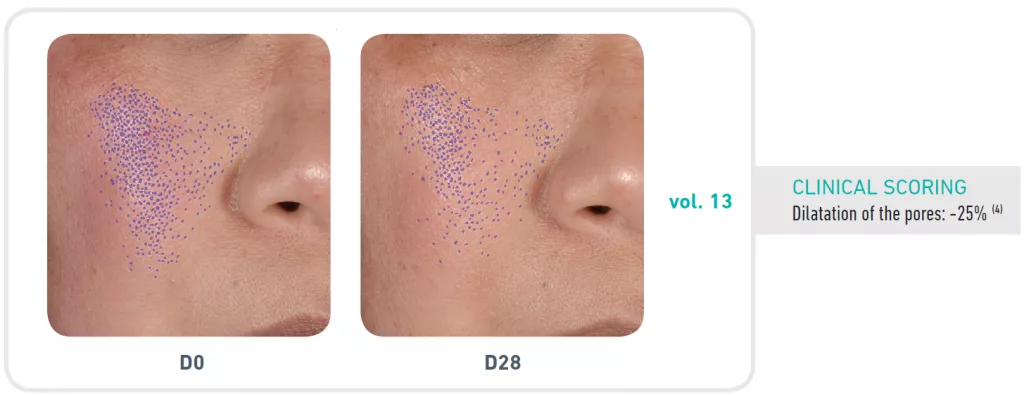 D0
D28
vol. 13
CLINICAL SCORING
Dilatation of the pores: -25% (4)